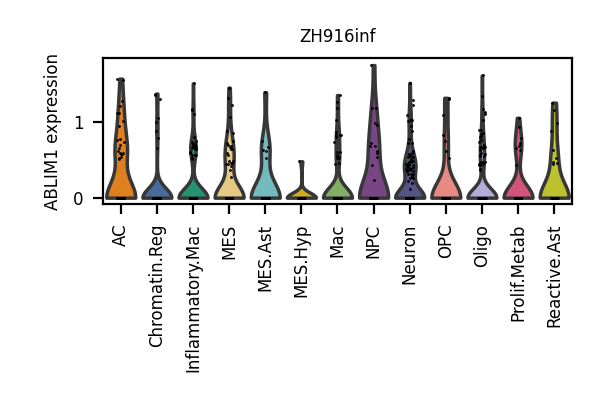 ZH916inf
ABLIM1 expression
1
0
AC
Chromatin.Reg
Inflammatory.Mac
MES
MES.Ast
MES.Hyp
Mac
NPC
Neuron
OPC
Oligo
Prolif.Metab
Reactive.Ast